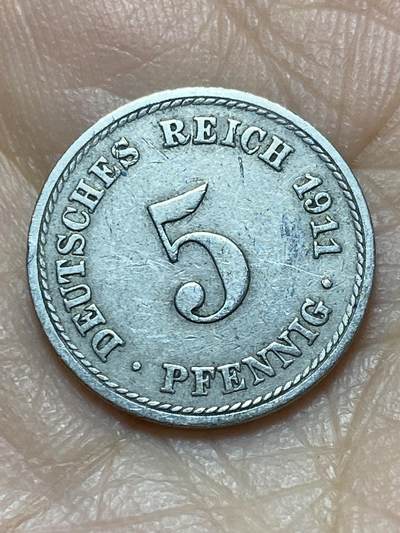 DEUTSCHES REICH 1911
5
· PFENNIG ·